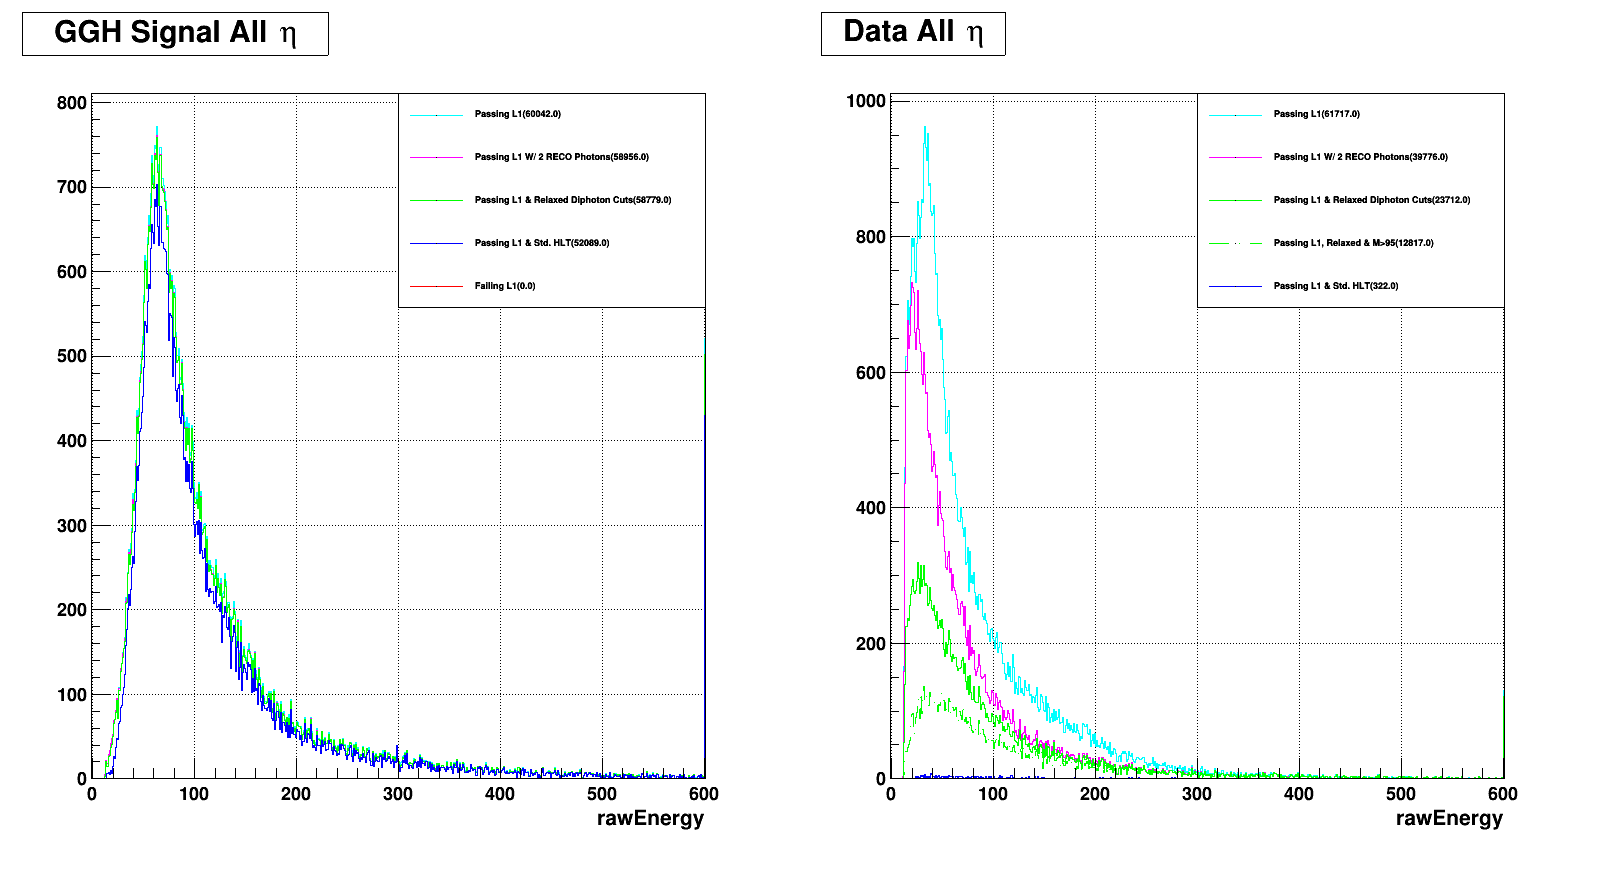 GGH Signal All η
800
700
600
500
400
300
200
100
0
0 100 200 300 400 500 600
rawEnergy
Passing L1(60042.0)
Passing L1 W/ 2 RECO Photons(58956.0)
Passing L1 & Relaxed Diphoton Cuts(58779.0)
Passing L1 & Std. HLT(52089.0)
Failing L1(0.0)
Data All η
1000
800
600
400
200
0
0 100 200 300 400 500 600
rawEnergy
Passing L1(61717.0)
Passing L1 W/ 2 RECO Photons(39776.0)
Passing L1 & Relaxed Diphoton Cuts(23712.0)
Passing L1, Relaxed & M>95(12817.0)
Passing L1 & Std. HLT(322.0)